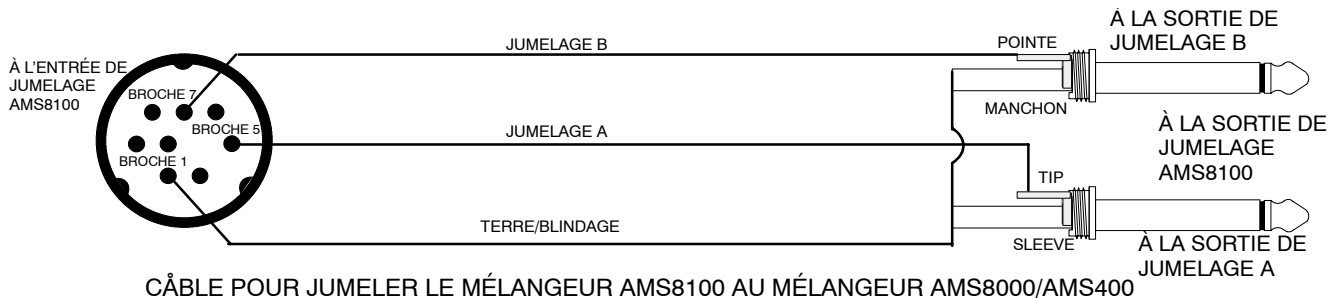 À L'ENTRÉE DE
JUMELAGE
AMS8100
BROCHE 7
BROCHE 5
BROCHE 1
JUMELAGE B
JUMELAGE A
TERRE/BLINDAGE
POINTE
MANCHON
TIP
SLEEVE
À LA SORTIE DE
JUMELAGE B
À LA SORTIE DE
JUMELAGE
AMS8100
À LA SORTIE DE
JUMELAGE A
CÅBLE POUR JUMELER LE MÉLANGEUR AMS8100 AU MÉLANGEUR AMS8000/AMS400